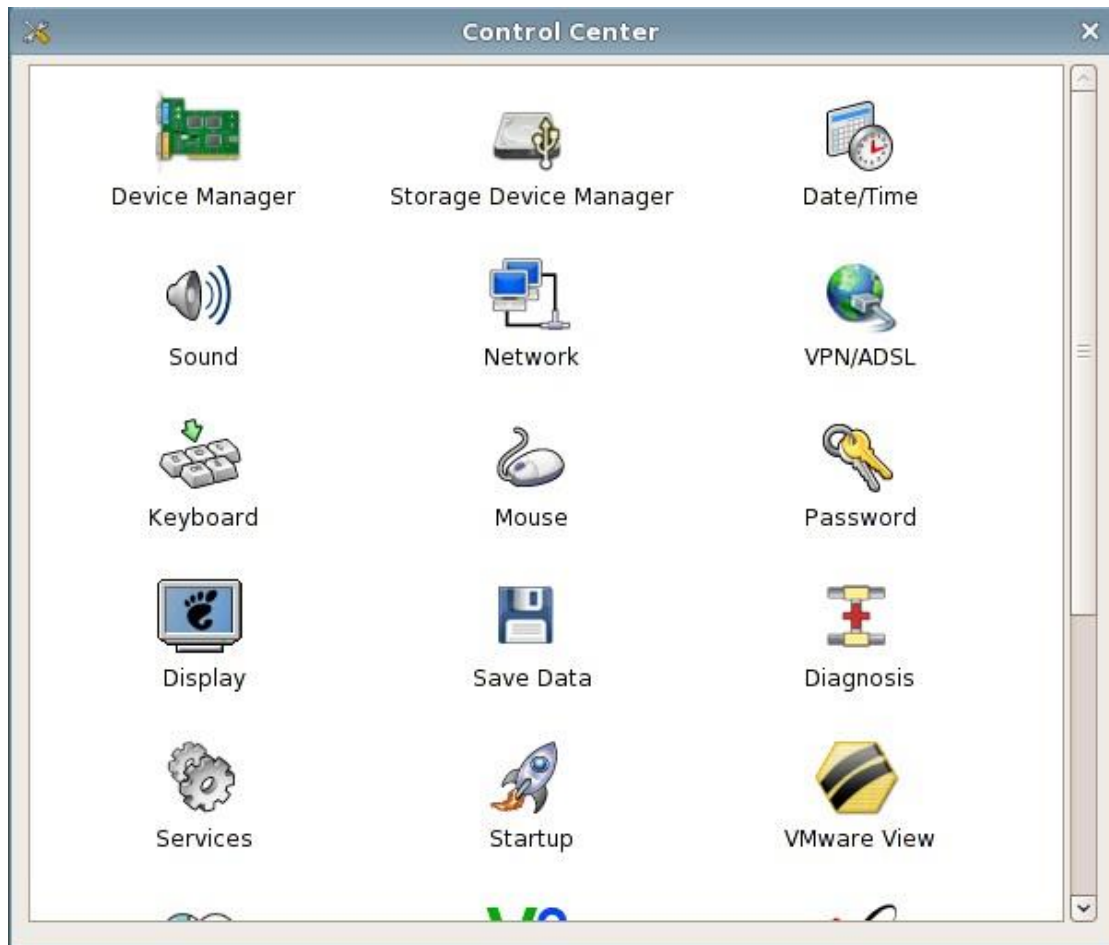 Control Center
Device Manager
Storage Device Manager
Date/Time
Sound
Network
VPN/ADSL
Keyboard
Mouse
Password
Display
Save Data
Diagnosis
Services
Startup
VMware View